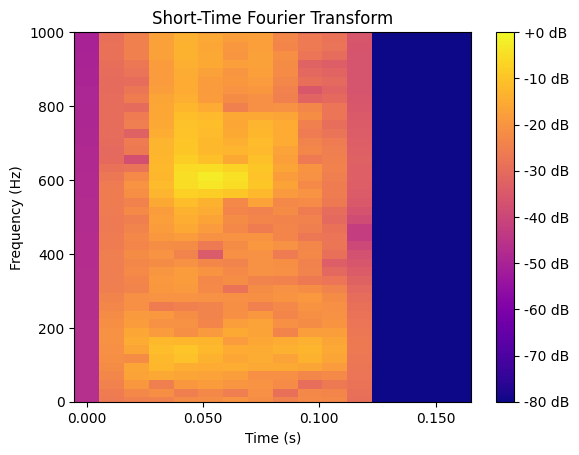 Short-Time Fourier Transform
1000
800
600
400
200
0
Frequency (Hz)
0.000
0.050
0.100
0.150
Time (s)
+0 dB
-10 dB
-20 dB
-30 dB
-40 dB
-50 dB
-60 dB
-70 dB
-80 dB